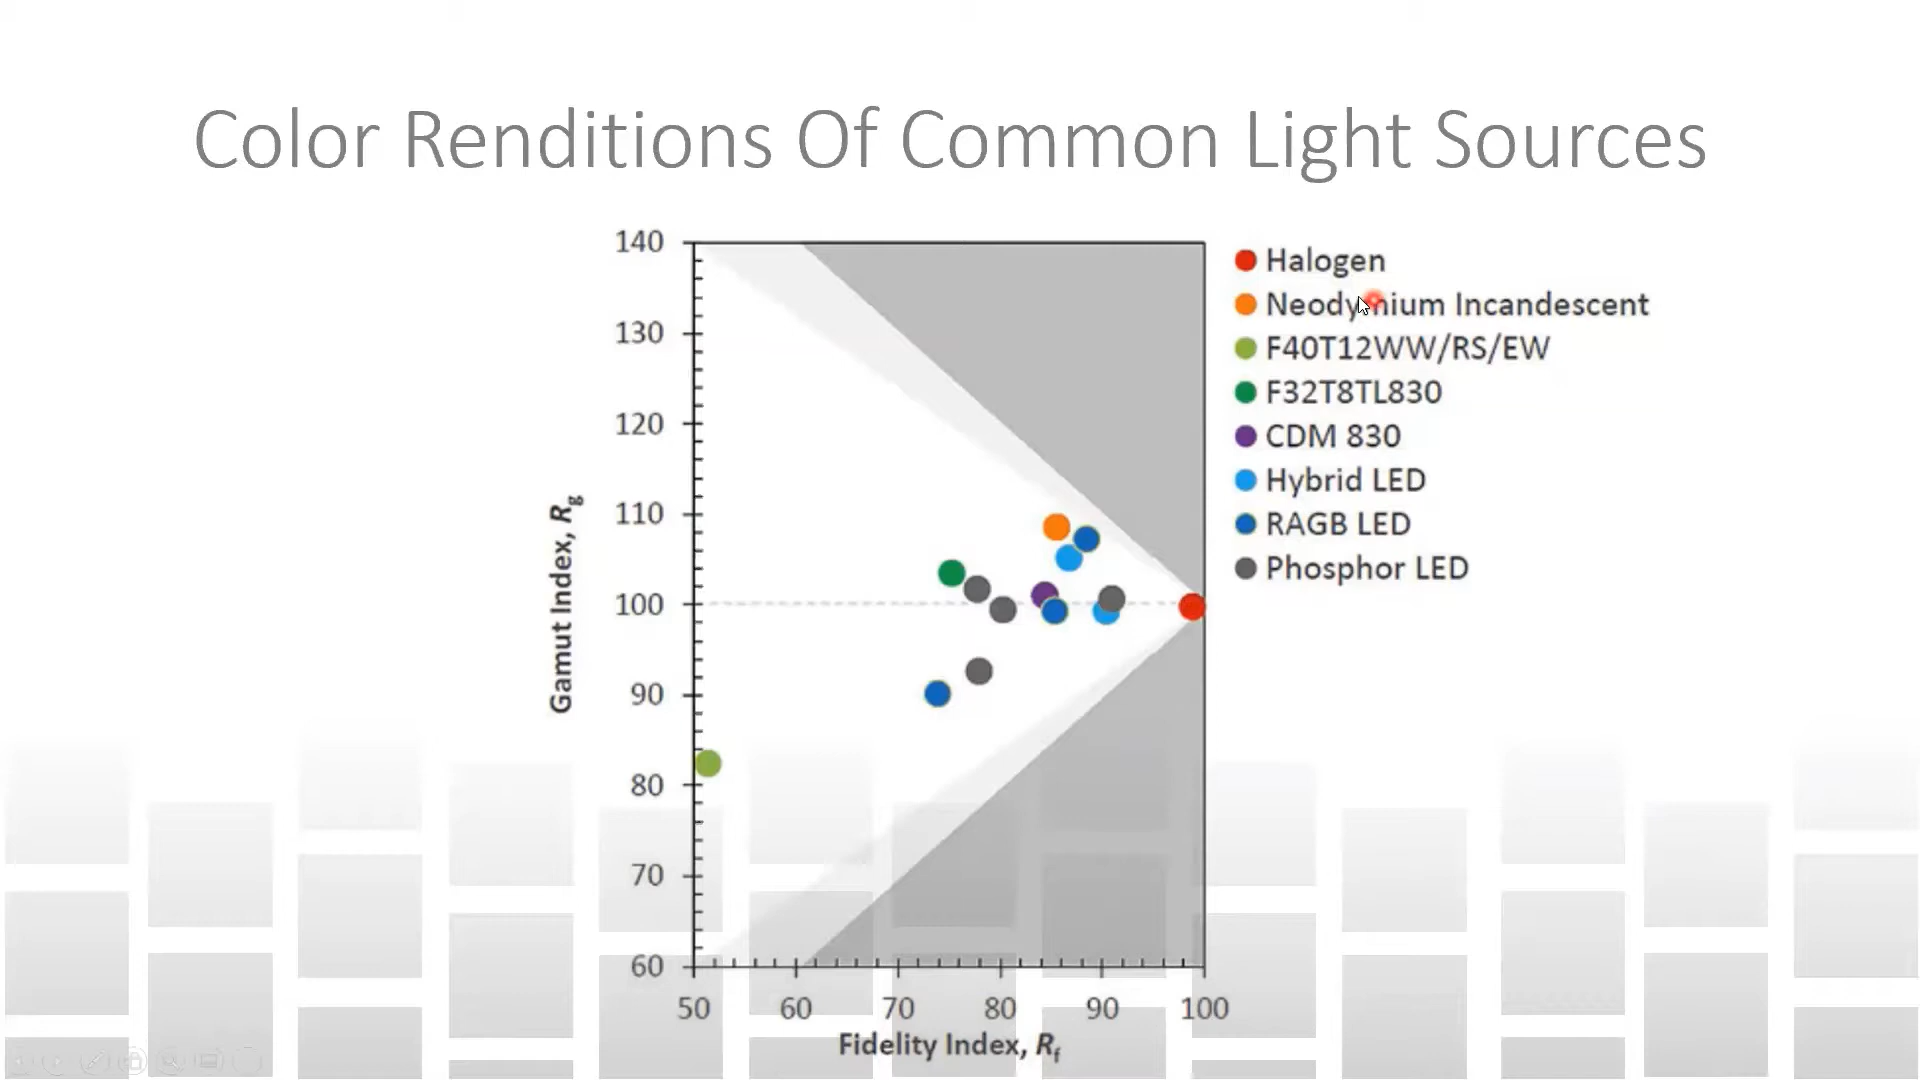 Color Renditions Of Common Light Sources
140
130
120
110
100
90
80
70
60
Gamut Index, Rg
50 60 70 80 90 100
Fidelity Index, Rf
Halogen
Neodymium Incandescent
F40T12WW/RS/EW
F32T8TL830
CDM 830
Hybrid LED
RAGB LED
Phosphor LED